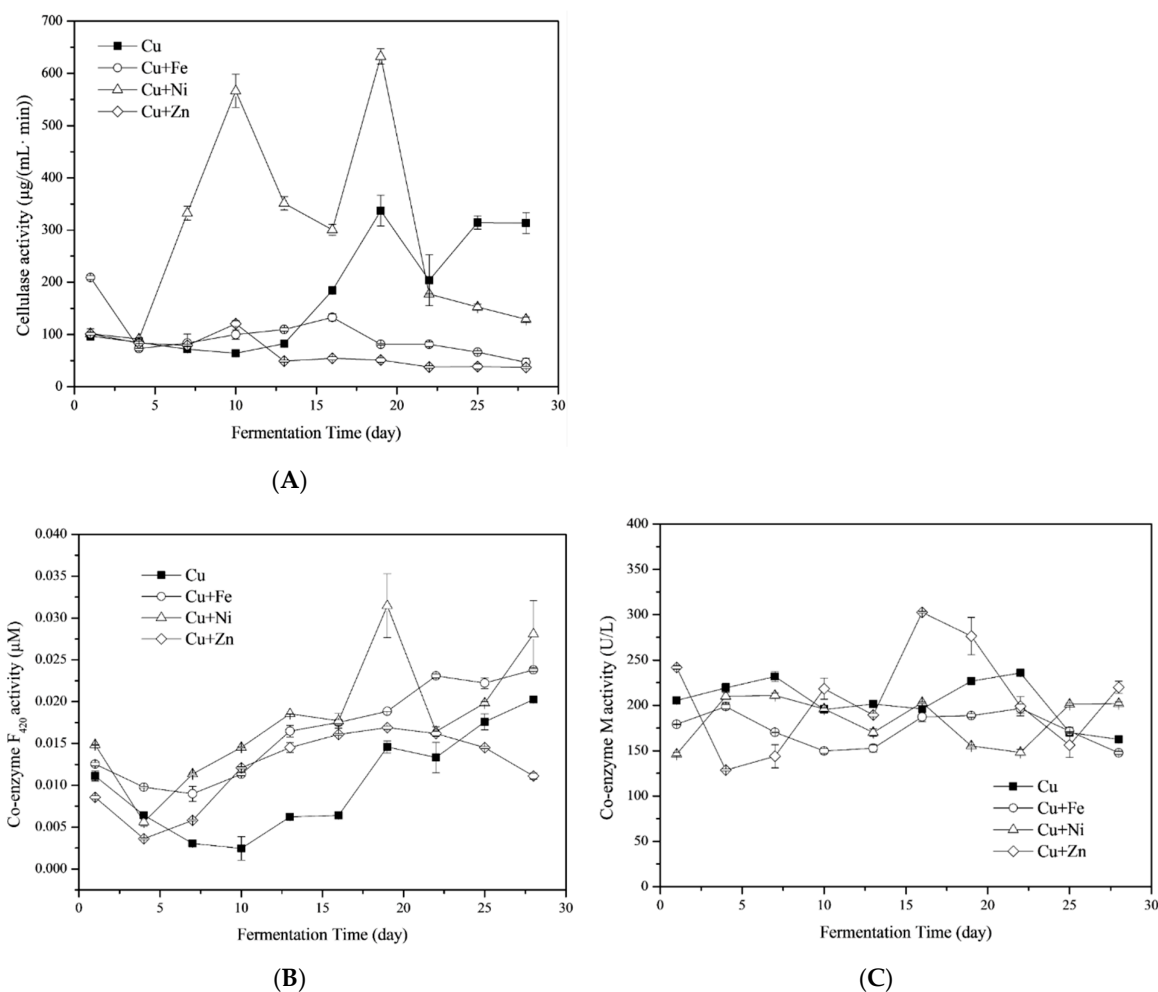 700
600
500
400
300
200
100
0
Cellulase activity (μg/(mL· min))
Cu
Cu+Fe
Cu+Ni
Cu+Zn
0 5 10 15 20 25 30
Fermentation Time (day)
(A)
0.040
0.035
0.030
0.025
0.020
0.015
0.010
0.005
0.000
Co-enzyme F420 activity (μM)
Cu
Cu+Fe
Cu+Ni
Cu+Zn
0 5 10 15 20 25 30
Fermentation Time (day)
(B)
400
350
300
250
200
150
100
50
0
Co-enzyme M activity (U/L)
Cu
Cu+Fe
Cu+Ni
Cu+Zn
0 5 10 15 20 25 30
Fermentation Time (day)
(C)